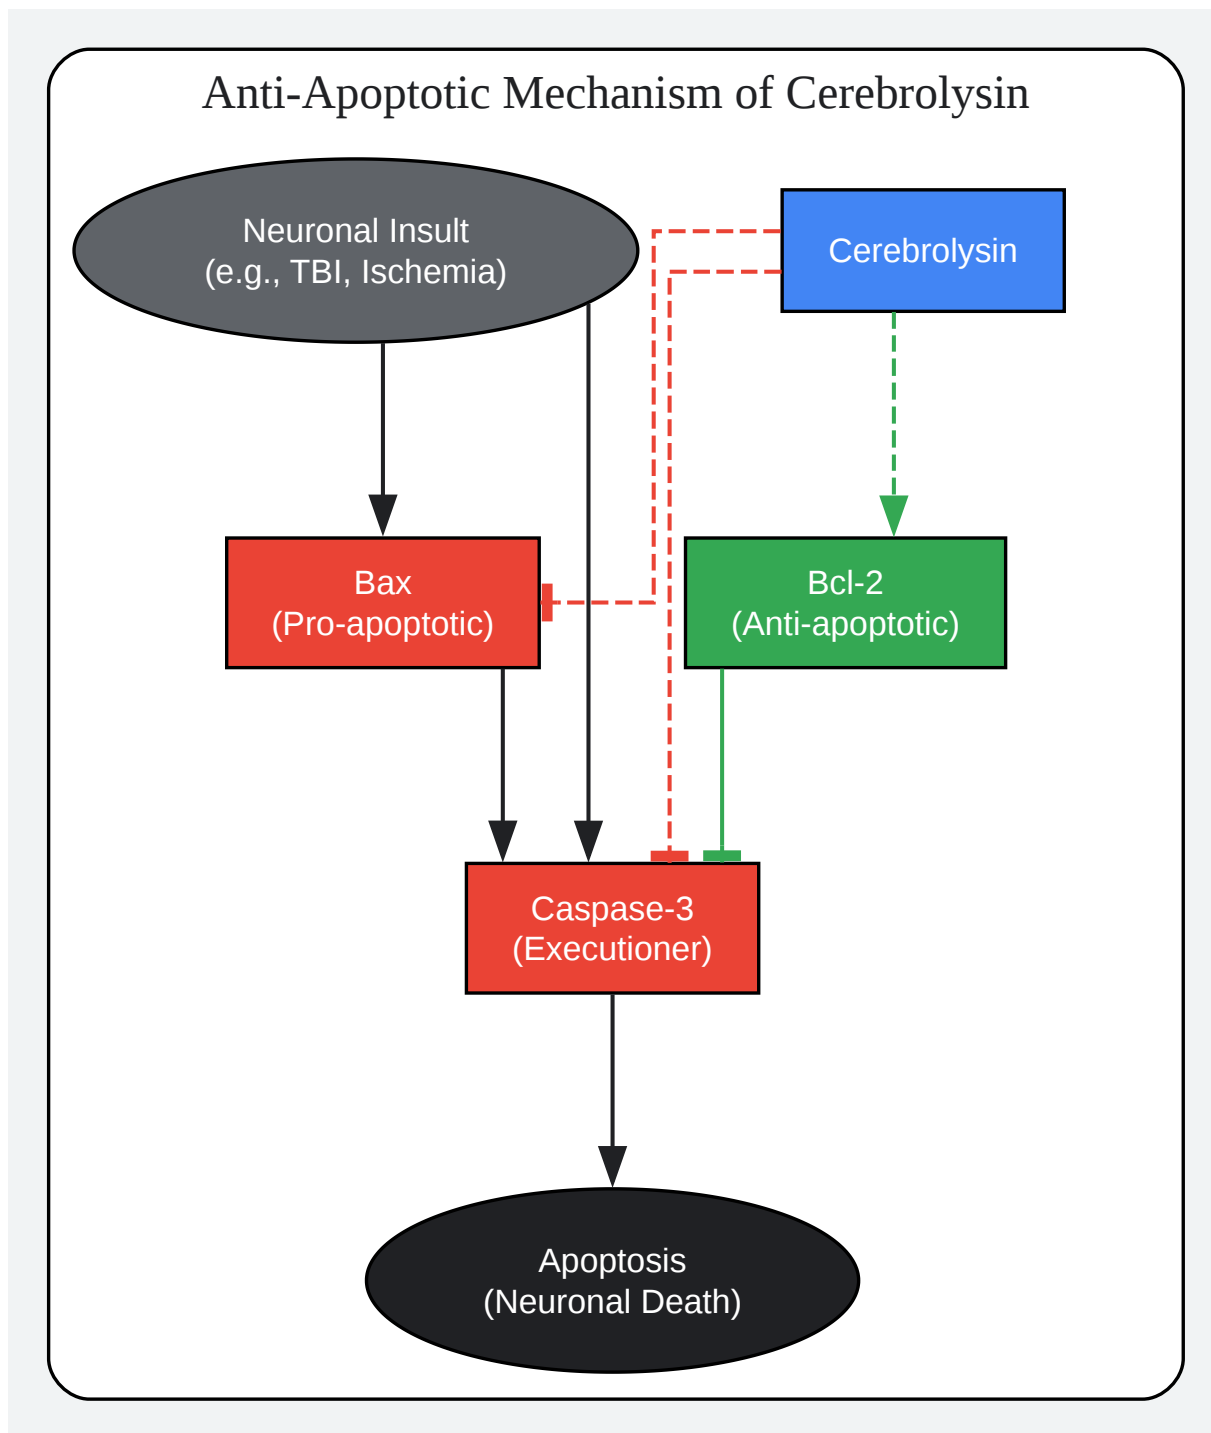 Anti-Apoptotic Mechanism of Cerebrolysin
Neuronal Insult
(e.g., TBI, Ischemia)
Cerebrolysin
Bax
(Pro-apoptotic)
Bcl-2
(Anti-apoptotic)
Caspase-3
(Executioner)
Apoptosis
(Neuronal Death)